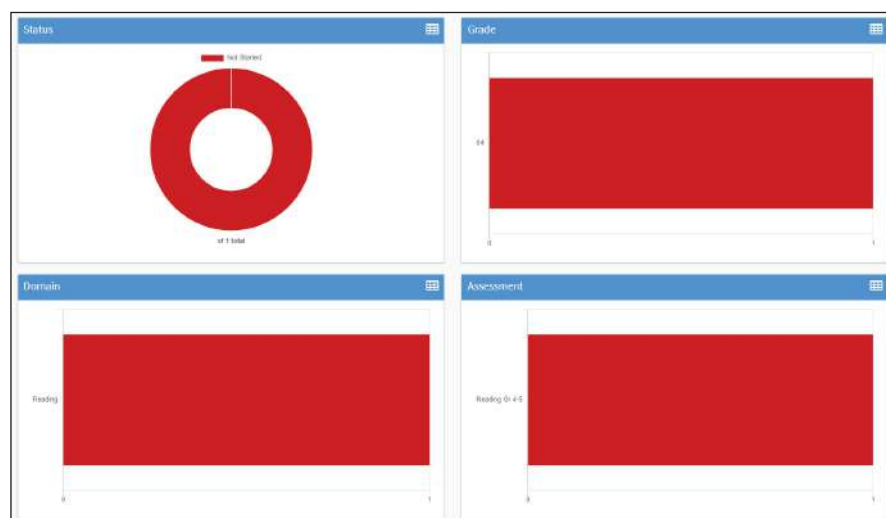 Status
Not Started
of 1 total
Grade
04
0
1
Domain
Reading
0
1
Assessment
Reading Gr 4-5
0
1